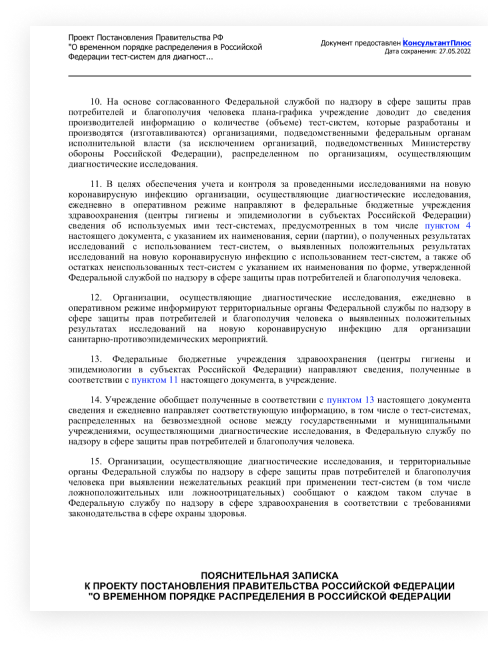 Проект Постановления Правительства РФ
"О временном порядке распределения в Российской
Федерации тест-систем для диагност...
Документ предоставлен КонсультантПлюс
Дата сохранения: 27.05.2022
10. На основе согласованного Федеральной службой по надзору в сфере защиты прав
потребителей и благополучия человека плана-графика учреждение доводит до сведения
производителей информацию о количестве (объеме) тест-систем, которые разработаны и
производятся (изготавливаются) организациями, подведомственными федеральным органам
исполнительной власти (за исключением организаций, подведомственных Министерству
обороны Российской Федерации), распределенном по организациям, осуществляющим
диагностические исследования.
11. В целях обеспечения учета и контроля за проведенными исследованиями на новую
коронавирусную инфекцию организации, осуществляющие диагностические исследования,
ежедневно в оперативном режиме направляют в федеральные бюджетные учреждения
здравоохранения (центры гигиены и эпидемиологии в субъектах Российской Федерации)
сведения об используемых ими тест-системах, предусмотренных в том числе пунктом 4
настоящего документа, с указанием их наименования, серии (партии), о полученных результатах
исследований с использованием тест-систем, о выявленных положительных результатах
исследований на новую коронавирусную инфекцию с использованием тест-систем, а также об
остатках неиспользованных тест-систем с указанием их наименования по форме, утвержденной
Федеральной службой по надзору в сфере защиты прав потребителей и благополучия человека.
12. Организации, осуществляющие диагностические исследования, ежедневно в
оперативном режиме информируют территориальные органы Федеральной службы по надзору в
сфере защиты прав потребителей и благополучия человека о выявленных положительных
результатах исследований на новую коронавирусную инфекцию для организации
санитарно-противоэпидемических мероприятий.
13. Федеральные бюджетные учреждения здравоохранения (центры гигиены и
эпидемиологии в субъектах Российской Федерации) направляют сведения, полученные в
соответствии с пунктом 11 настоящего документа, в учреждение.
14. Учреждение обобщает полученные в соответствии с пунктом 13 настоящего документа
сведения и ежедневно направляет соответствующую информацию, в том числе о тест-системах,
распределенных на безвозмездной основе между государственными и муниципальными
учреждениями, осуществляющими диагностические исследования, в Федеральную службу по
надзору в сфере защиты прав потребителей и благополучия человека.
15. Организации, осуществляющие диагностические исследования, и территориальные
органы Федеральной службы по надзору в сфере защиты прав потребителей и благополучия
человека при выявлении нежелательных реакций при применении тест-систем (в том числе
ложноположительных или ложноотрицательных) сообщают о каждом таком случае в
Федеральную службу по надзору в сфере здравоохранения в соответствии с требованиями
законодательства в сфере охраны здоровья.
ПОЯСНИТЕЛЬНАЯ ЗАПИСКА
К ПРОЕКТУ ПОСТАНОВЛЕНИЯ ПРАВИТЕЛЬСТВА РОССИЙСКОЙ ФЕДЕРАЦИИ
"О ВРЕМЕННОМ ПОРЯДКЕ РАСПРЕДЕЛЕНИЯ В РОССИЙСКОЙ ФЕДЕРАЦИИ